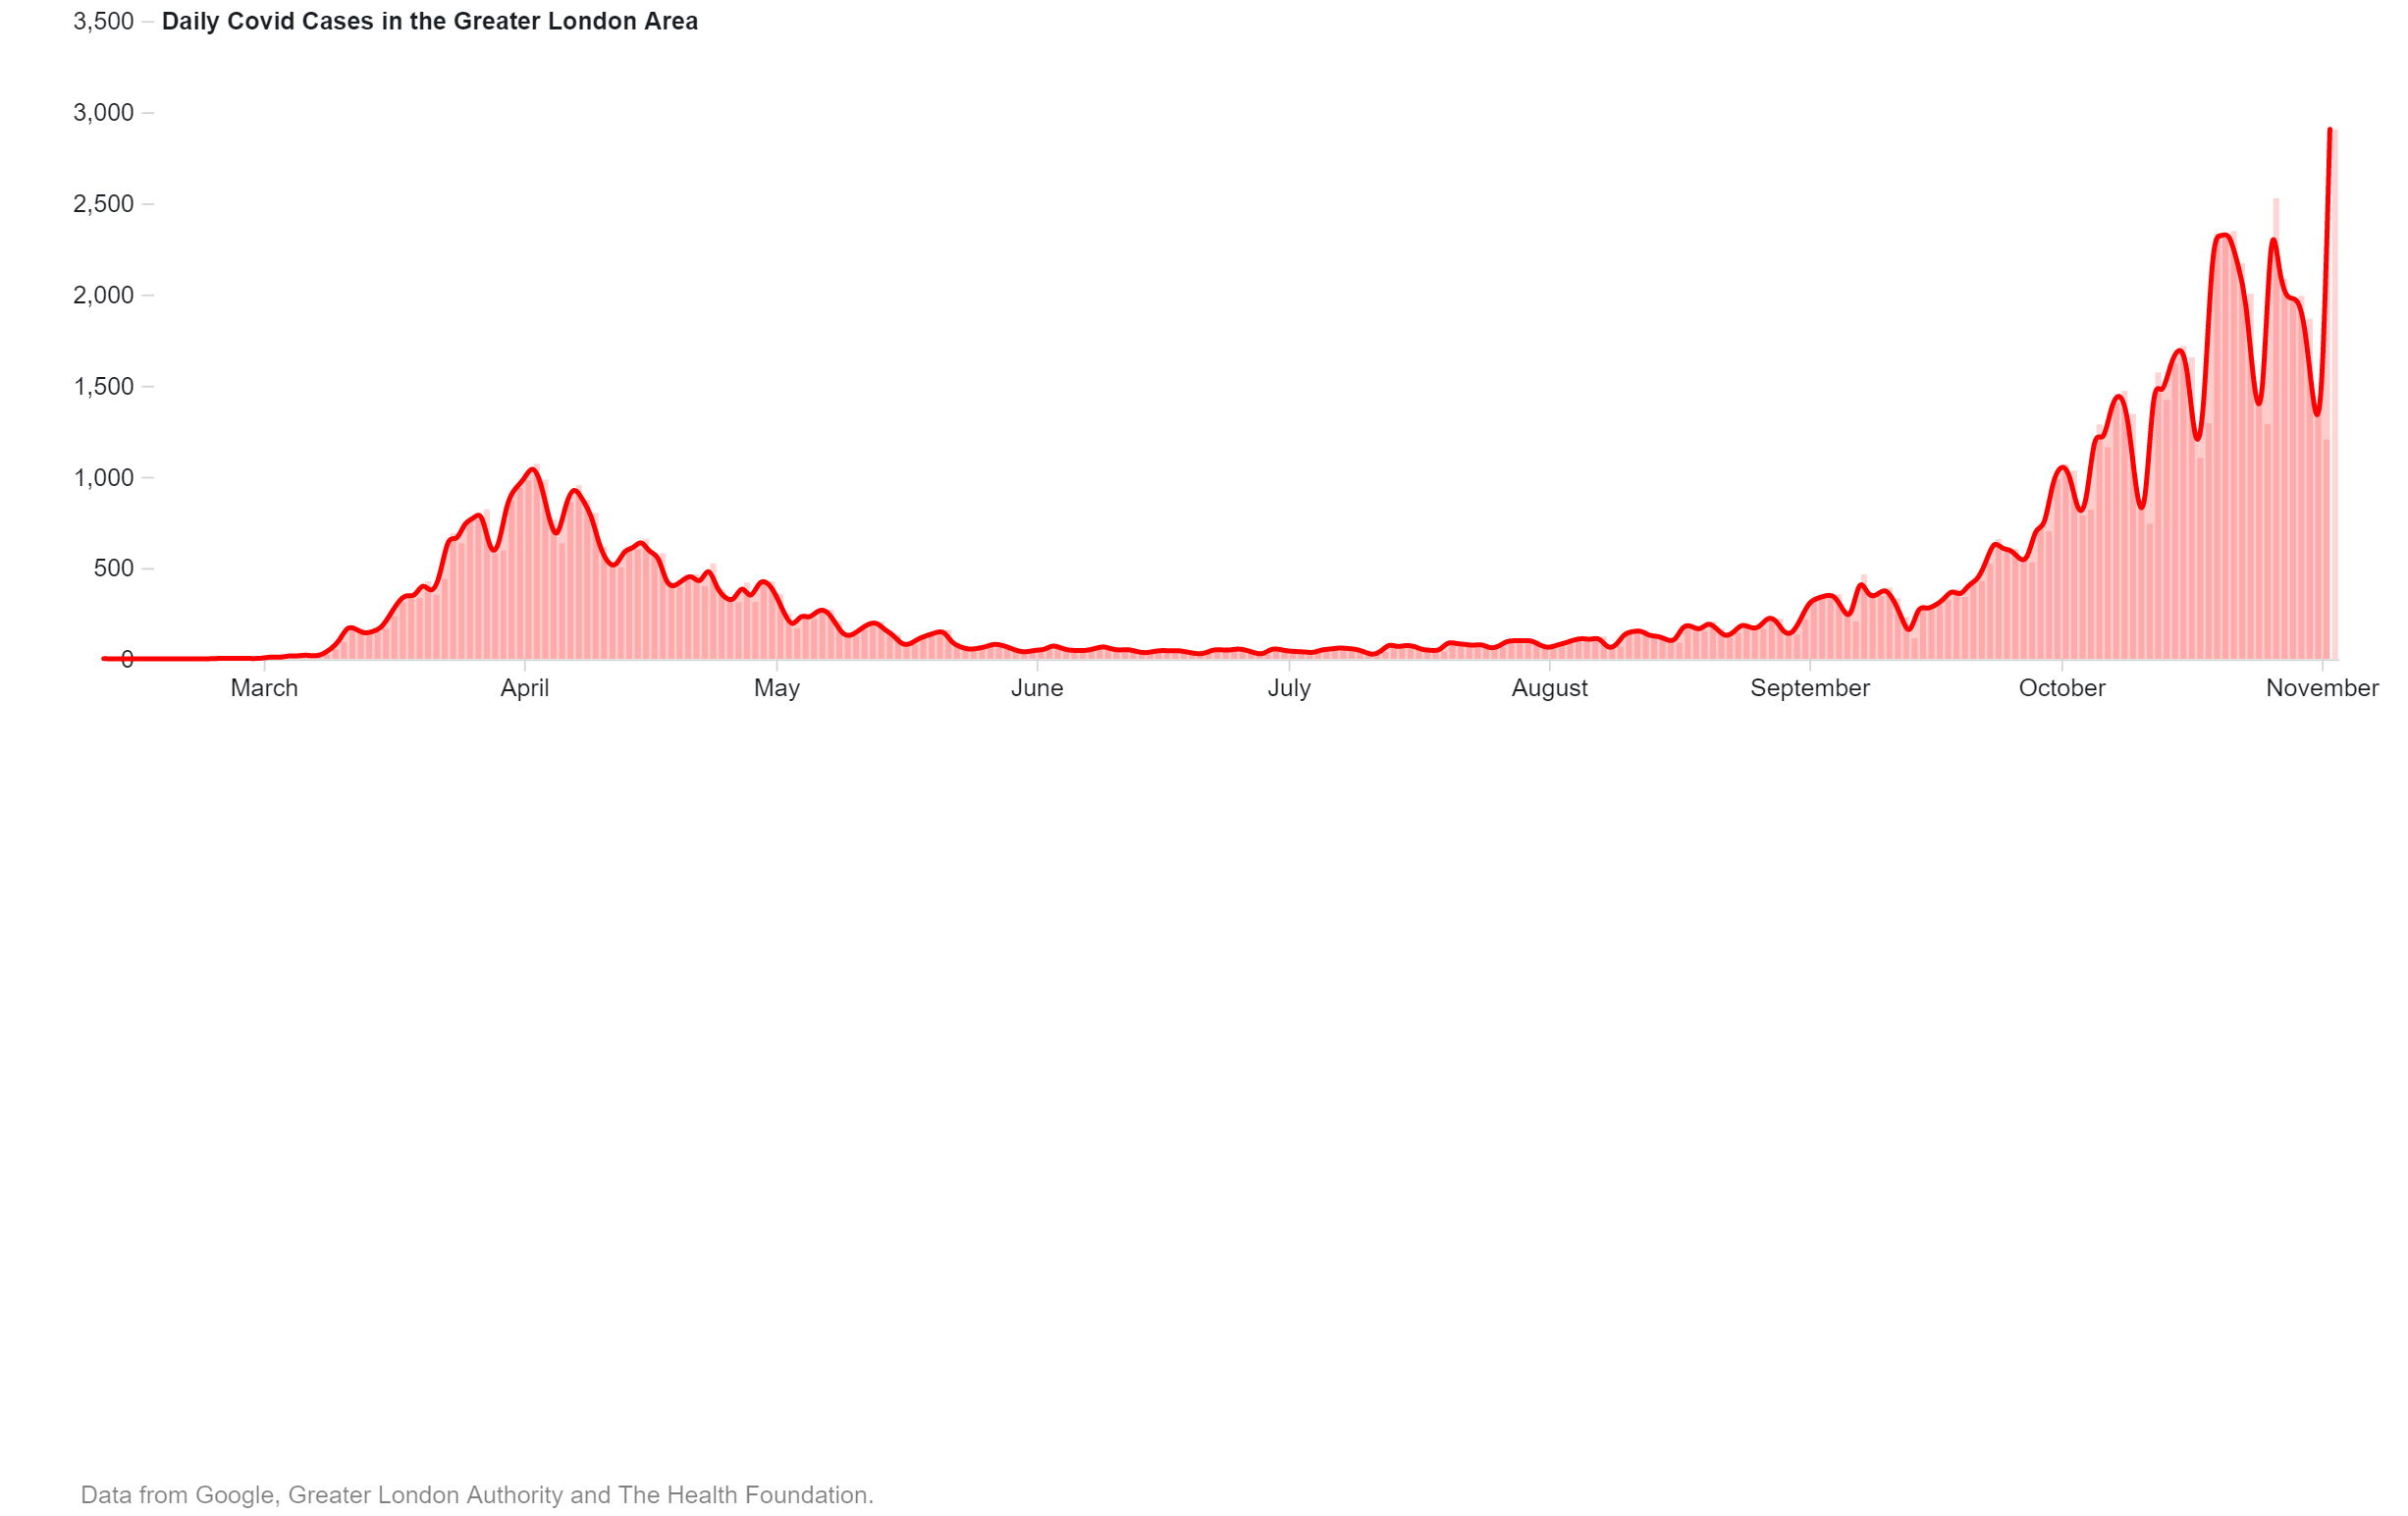 3,500 Daily Covid Cases in the Greater London Area
3,000
2,500
2,000
1,500
1,000
500
0
March April May June July August September October November
Data from Google, Greater London Authority and The Health Foundation.